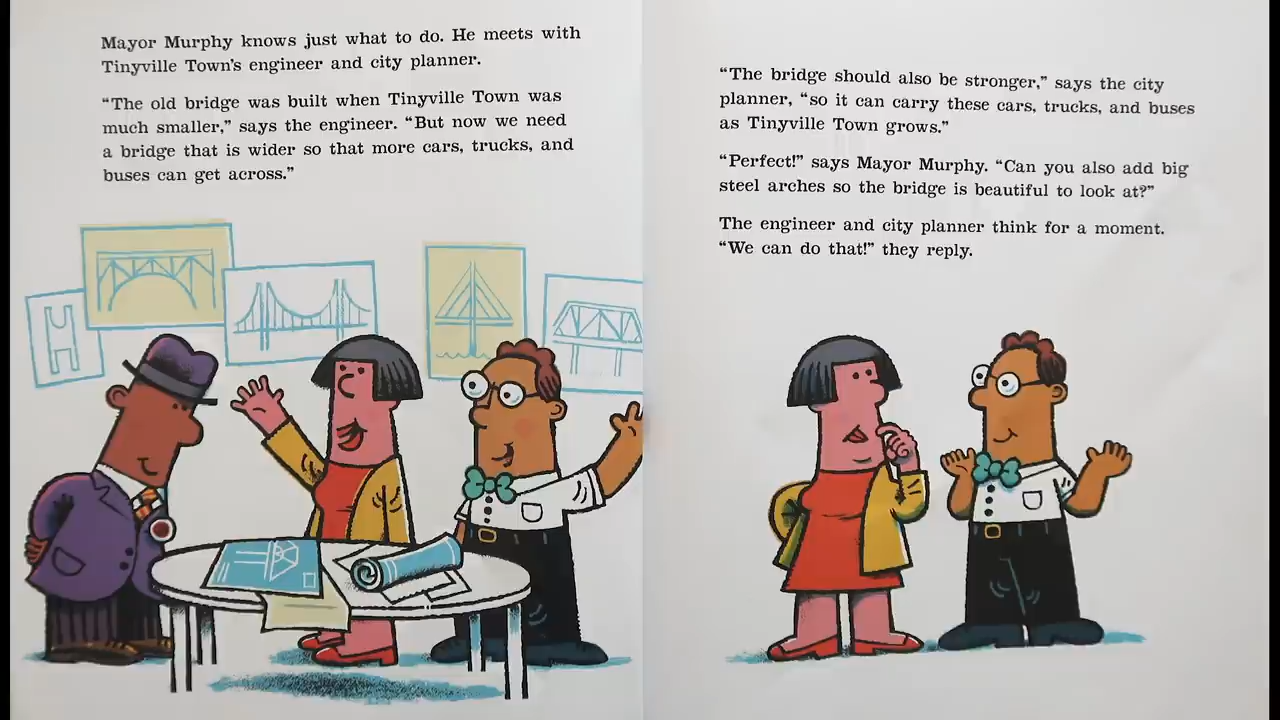 Mayor Murphy knows just what to do. He meets with
Tinyville Town's engineer and city planner.
“The old bridge was built when Tinyville Town was
much smaller,” says the engineer. “But now we need
a bridge that is wider so that more cars, trucks, and
buses can get across.”
“The bridge should also be stronger,” says the city
planner, “so it can carry these cars, trucks, and buses
as Tinyville Town grows.”
“Perfect!” says Mayor Murphy. “Can you also add big
steel arches so the bridge is beautiful to look at?”
The engineer and city planner think for a moment.
“We can do that!” they reply.